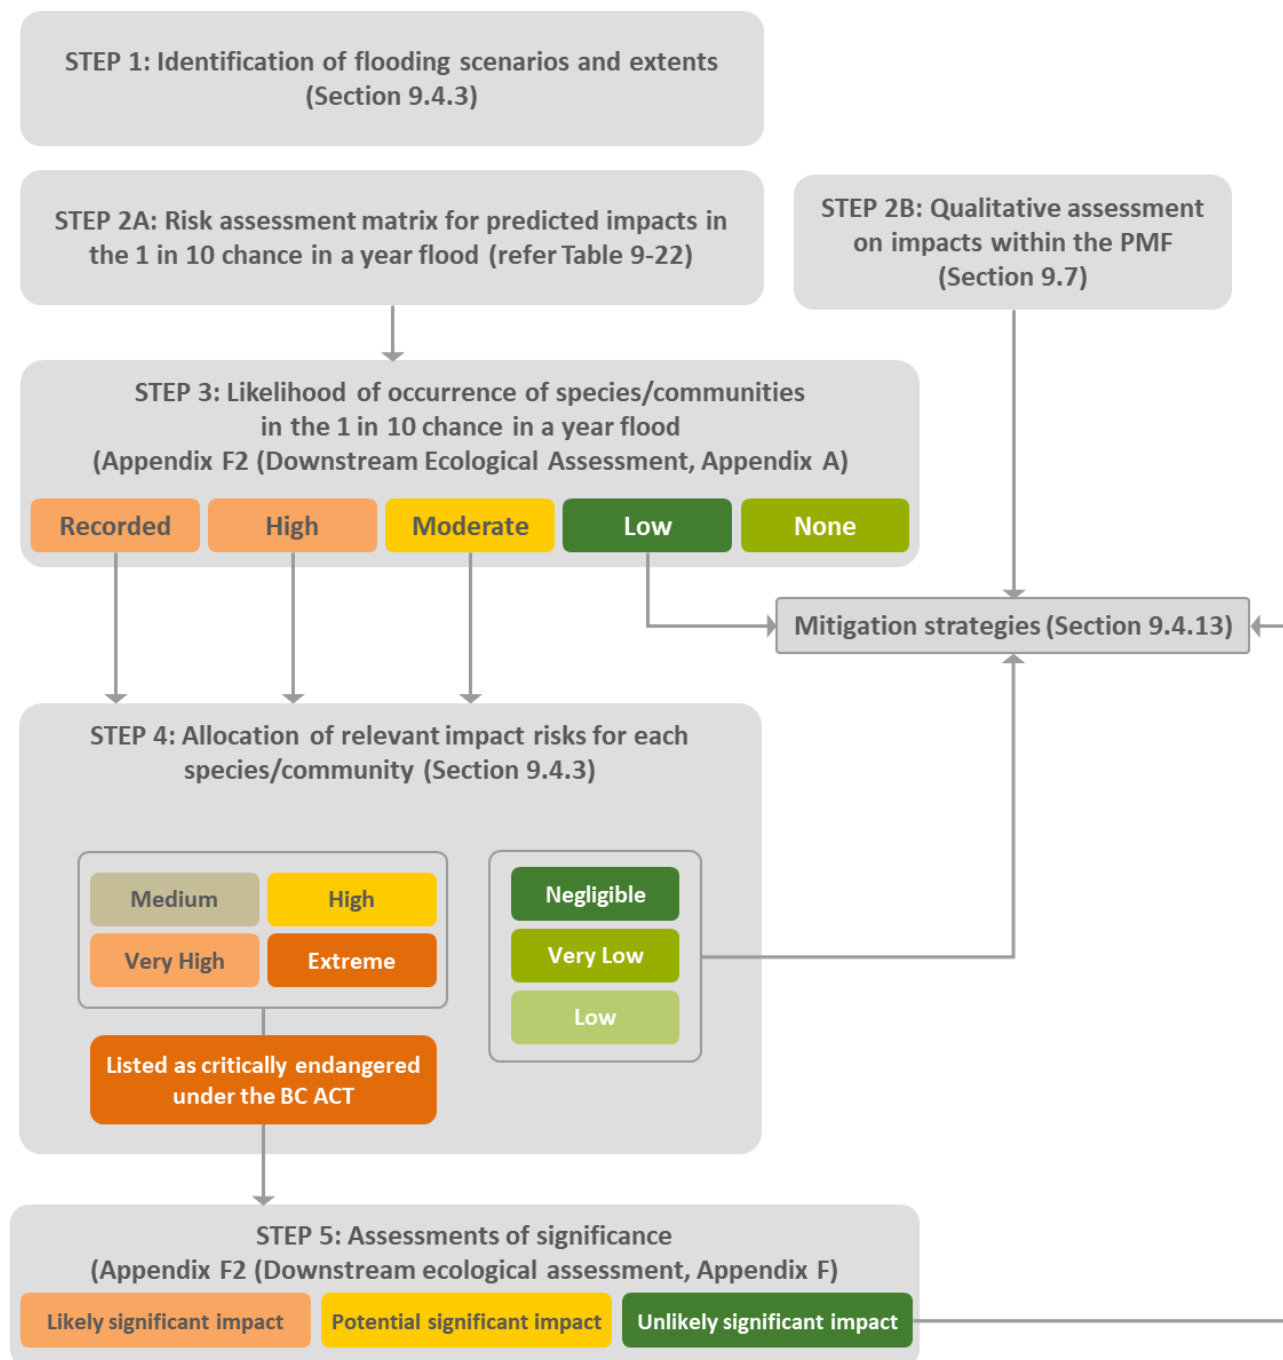 STEP 1: Identification of flooding scenarios and extents
(Section 9.4.3)
STEP 2A: Risk assessment matrix for predicted impacts in
the 1 in 10 chance in a year flood (refer Table 9-22)
STEP 2B: Qualitative assessment
on impacts within the PMF
(Section 9.7)
STEP 3: Likelihood of occurrence of species/communities
in the 1 in 10 chance in a year flood
(Appendix F2 (Downstream Ecological Assessment, Appendix A)
Recorded
High
Moderate
Low
None
Mitigation strategies (Section 9.4.13)
STEP 4: Allocation of relevant impact risks for each
species/community (Section 9.4.3)
Medium
High
Very High
Extreme
Negligible
Very Low
Low
Listed as critically endangered
under the BC ACT
STEP 5: Assessments of significance
(Appendix F2 (Downstream ecological assessment, Appendix F)
Likely significant impact
Potential significant impact
Unlikely significant impact